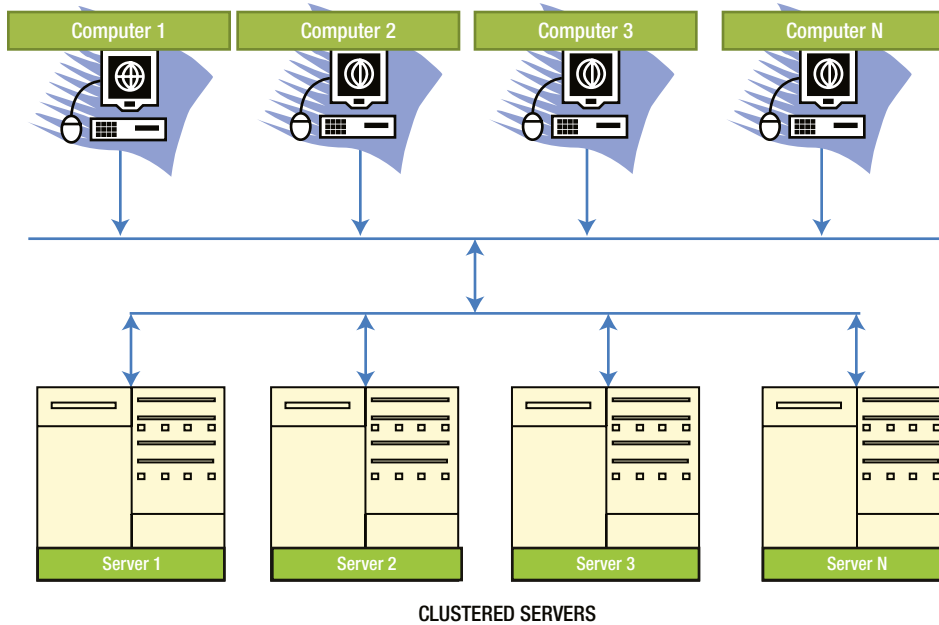 Computer 1
Computer 2
Computer 3
Computer N
Server 1
Server 2
Server 3
Server N
CLUSTERED SERVERS